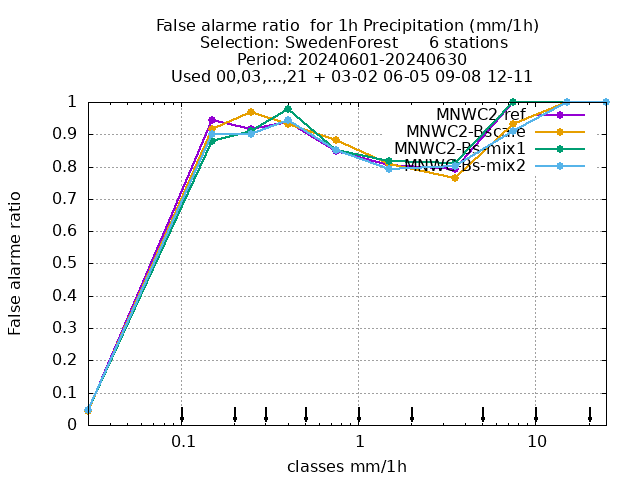 False alarme ratio  for 1h Precipitation (mm/1h)
Selection: SwedenForest      6 stations
Period: 20240601-20240630
Used 00,03,...,21 + 03-02 06-05 09-08 12-11
MNWC2 ref
MNWC2-Bs-mix1
MNWC2-Bs-mix2
False alarme ratio
1
0.9
0.8
0.7
0.6
0.5
0.4
0.3
0.2
0.1
0
0.1
1
10
classes mm/1h